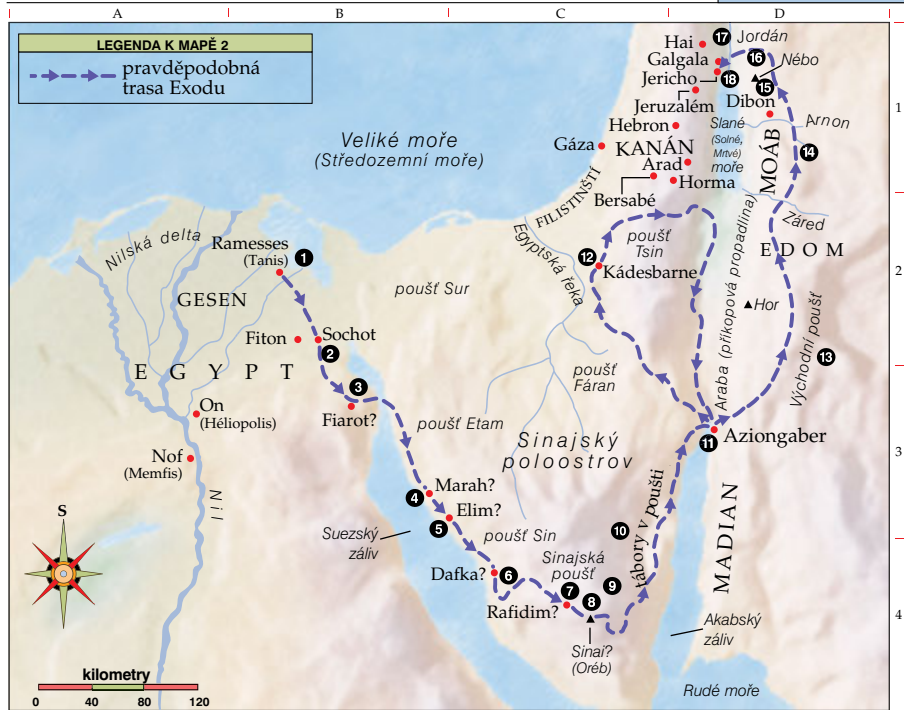 A B C D
LEGENDA K MAPĚ 2
pravděpodobná
trasa Exodu
1
2
3
4
Veliké moře
(Středozemní moře)
Hai
Galgala
Jericho
Jeruzalém
Hebron
Gáza
KANÁN
Arad
Horma
Bersabé
FILISTINŠTÍ
17
Jordán
16
Nébo
18
15
Dibon
Arnon
Slané
(Solné,
Mrtvé)
moře
MOÁB
14
Záred
EDOM
Nilská delta
Ramesses
(Tanis)
1
GESEN
Fiton
Sochot
2
EGYPT
3
Fiarot?
On
(Héliopolis)
Nof
(Memfis)
Nil
poušť Sur
Egyptská řeka
12
Kádesbarne
poušť
Tsin
Araba (příkopová propadlina)
Hor
Východní poušť
13
poušť
Fáran
poušť Etam
Sinajský
poloostrov
11
Aziongaber
Marah?
4
Elim?
5
Suezský
záliv
poušť Sin
10
tábory v poušti
MADIAN
Dafka?
6
Sinajská
poušť
7
8
9
Rafidim?
Sinai?
(Oréb)
Akabský
záliv
Rudé moře
S
kilometry
0 40 80 120